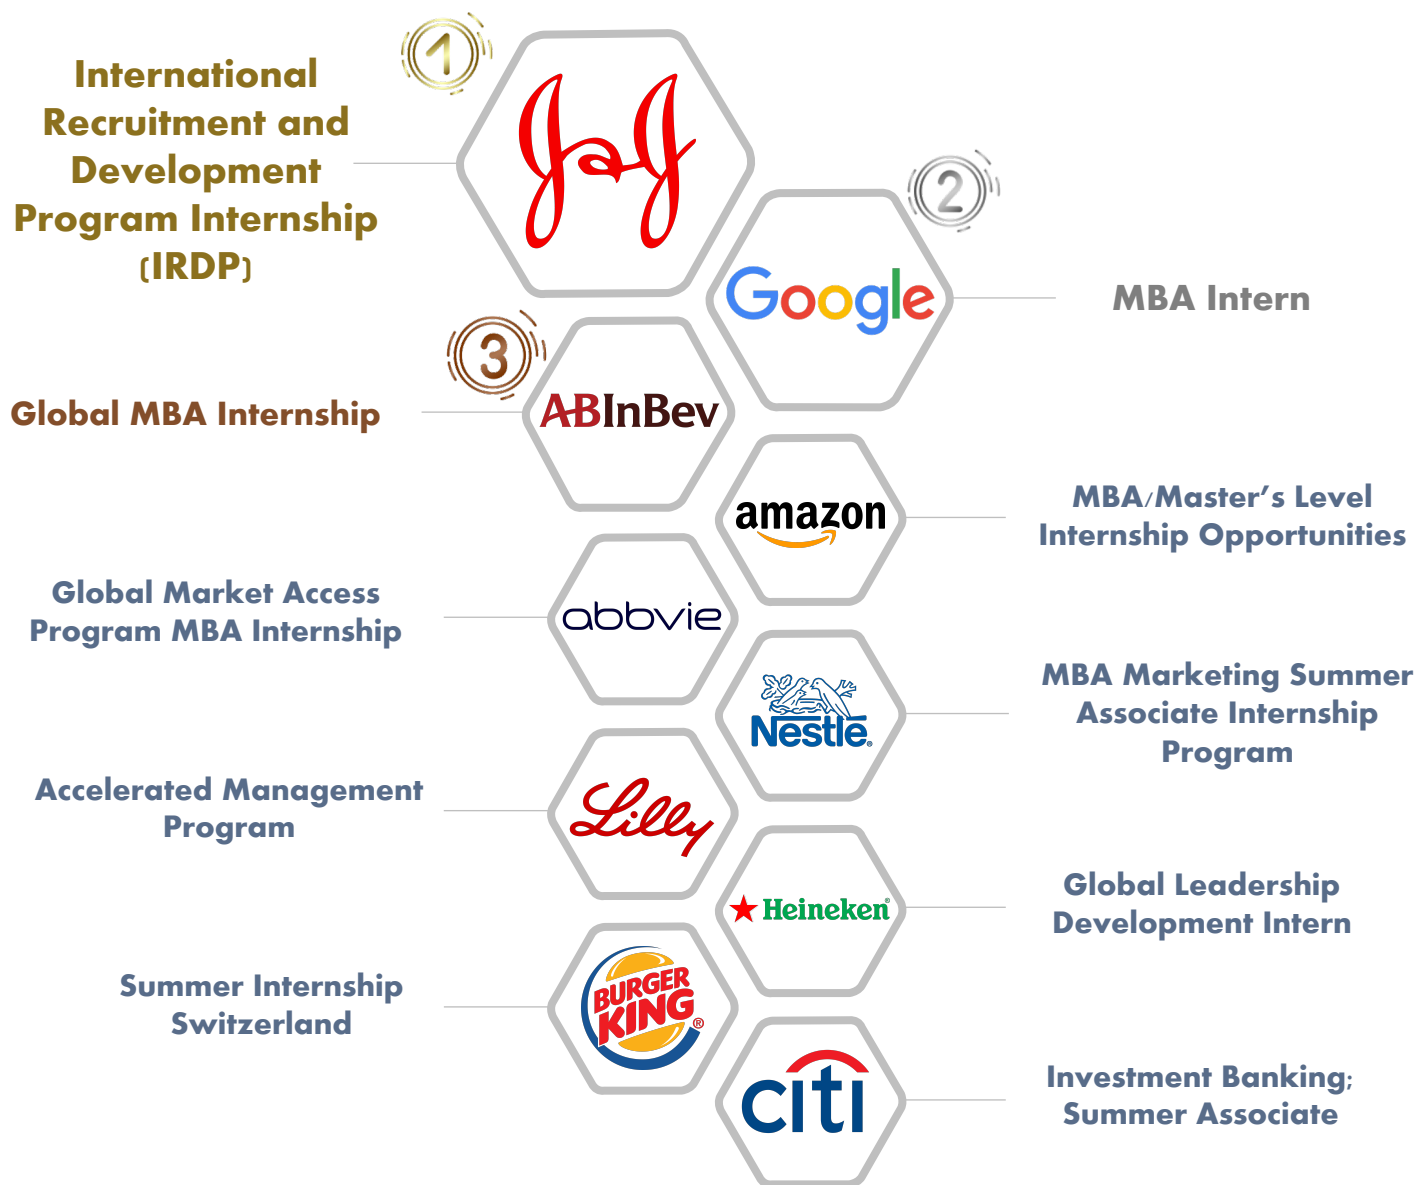 1
International
Recruitment and
Development
Program Internship
(IRDP)
J&J
2
Google
MBA Intern
3
Global MBA Internship
ABInBev
amazon
MBA/Master’s Level
Internship Opportunities
Global Market Access
Program MBA Internship
abbvie
Nestlé®
MBA Marketing Summer
Associate Internship
Program
Accelerated Management
Program
Lilly
Heineken®
Global Leadership
Development Intern
Summer Internship
Switzerland
BURGER
KING®
citi
Investment Banking;
Summer Associate